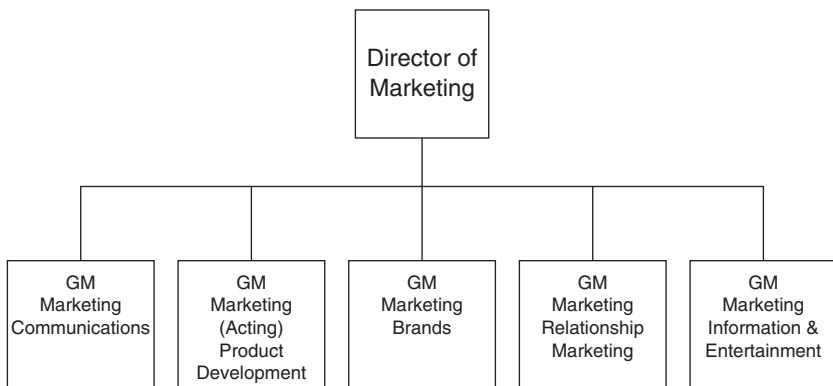 Director of
Marketing
GM
Marketing
Communications
GM
Marketing
(Acting)
Product
Development
GM
Marketing
Brands
GM
Marketing
Relationship
Marketing
GM
Marketing
Information &
Entertainment